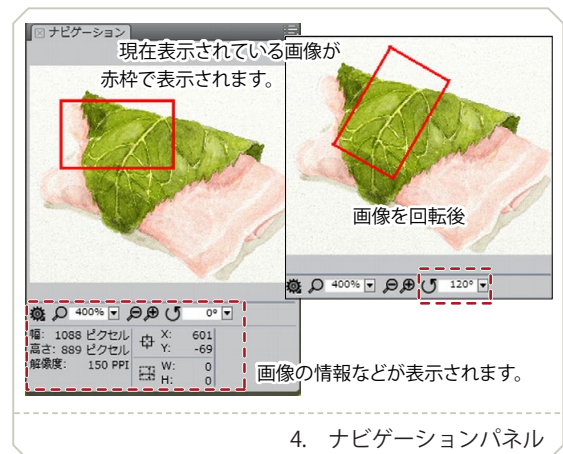 ナビゲーション
現在表示されている画像が
赤枠で表示されます。
画像を回転後
400%
120°
400%
0°
幅: 1088 ピクセル
高さ: 889 ピクセル
解像度: 150 PPI
X: 601
Y: -69
W: 0
H: 0
画像の情報などが表示されます。
4. ナビゲーションパネル